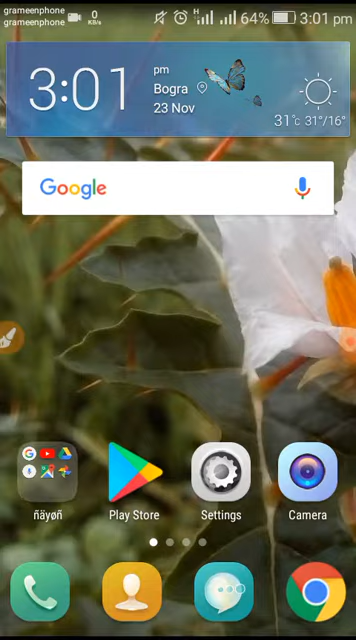 grameenphone
grameenphone
0
KB/s
H
64%
3:01 pm
3:01
pm
Bogra
23 Nov
31°c 31°/16°
Google
ñäyøñ
Play Store
Settings
Camera